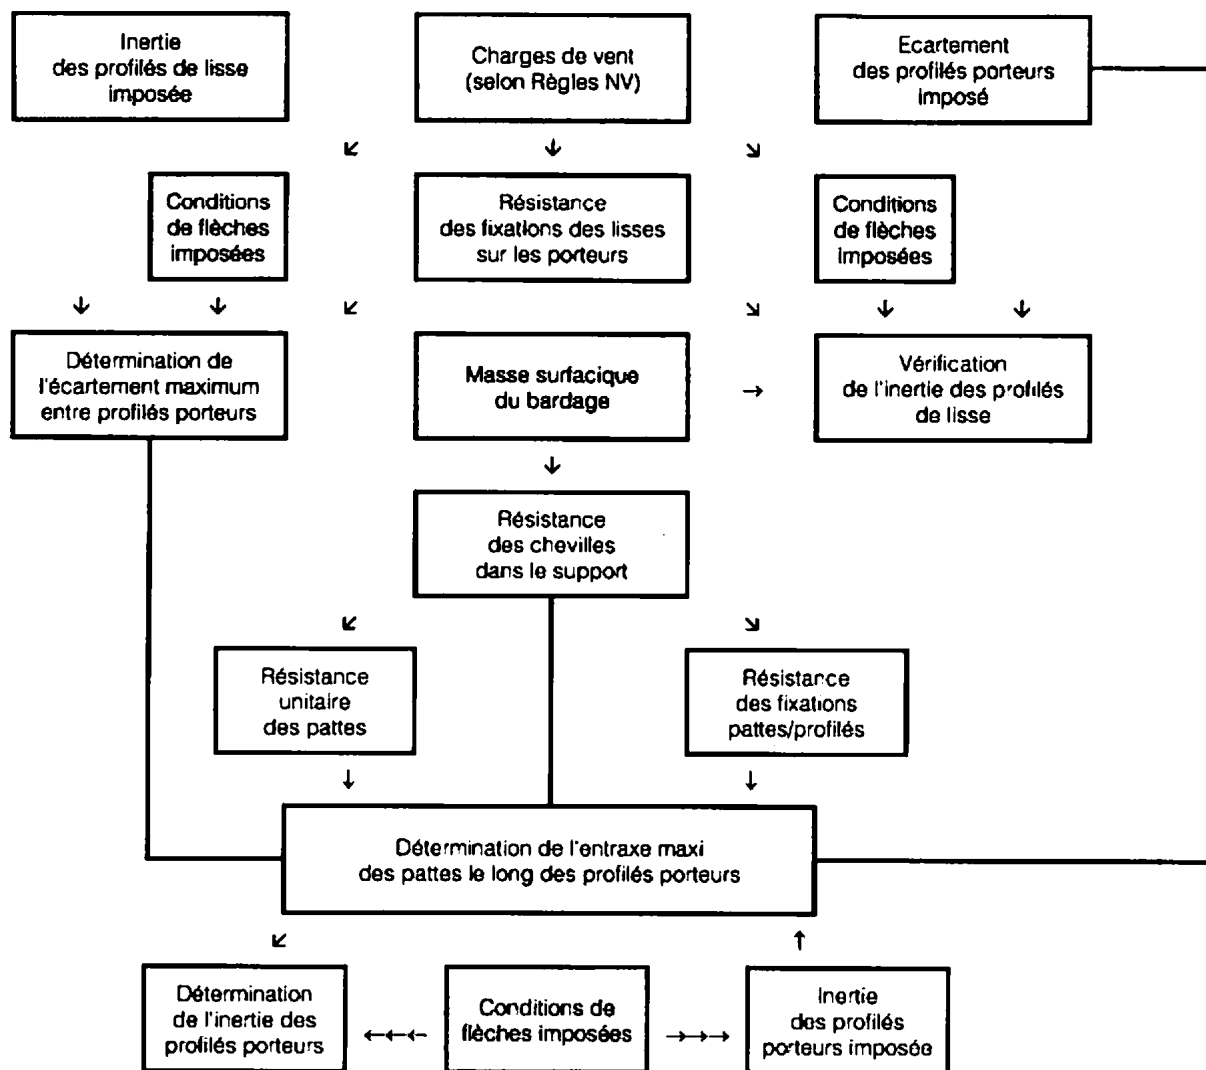 Inertie
des profilés de lisse
imposée
Charges de vent
(selon Règles NV)
Ecartement
des profilés porteurs
imposé
Conditions
de flèches
imposées
Résistance
des fixations des lisses
sur les porteurs
Conditions
de flèches
imposées
Détermination de
l'écartement maximum
entre profilés porteurs
Masse surfacique
du bardage
Vérification
de l'inertie des profilés
de lisse
Résistance
des chevilles
dans le support
Résistance
unitaire
des pattes
Résistance
des fixations
pattes/profilés
Détermination de l'entraxe maxi
des pattes le long des profilés porteurs
Détermination
de l'inertie des
profilés porteurs
Conditions de
flèches imposées
Inertie
des profilés
porteurs imposée